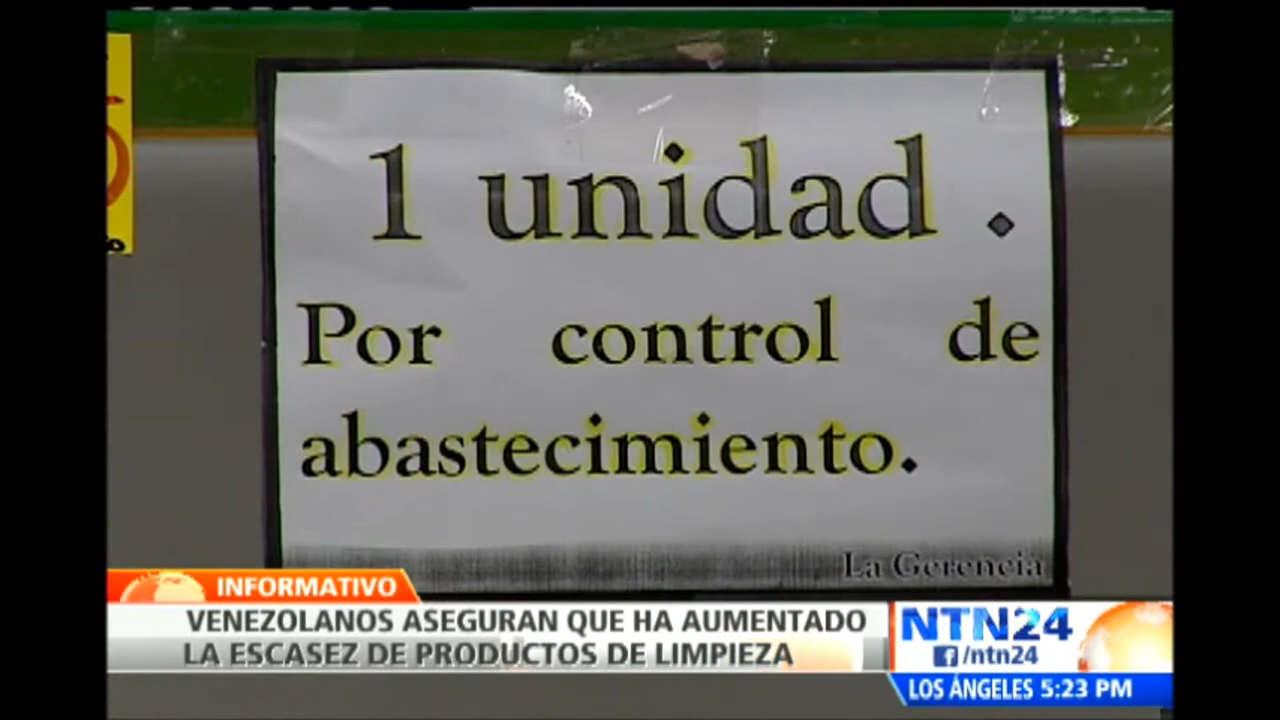 1 unidad .
Por control de
abastecimiento.
La Gerencia
INFORMATIVO
VENEZOLANOS ASEGURAN QUE HA AUMENTADO
LA ESCASEZ DE PRODUCTOS DE LIMPIEZA
NTN24
f/ntn24
LOS ÁNGELES 5:23 PM